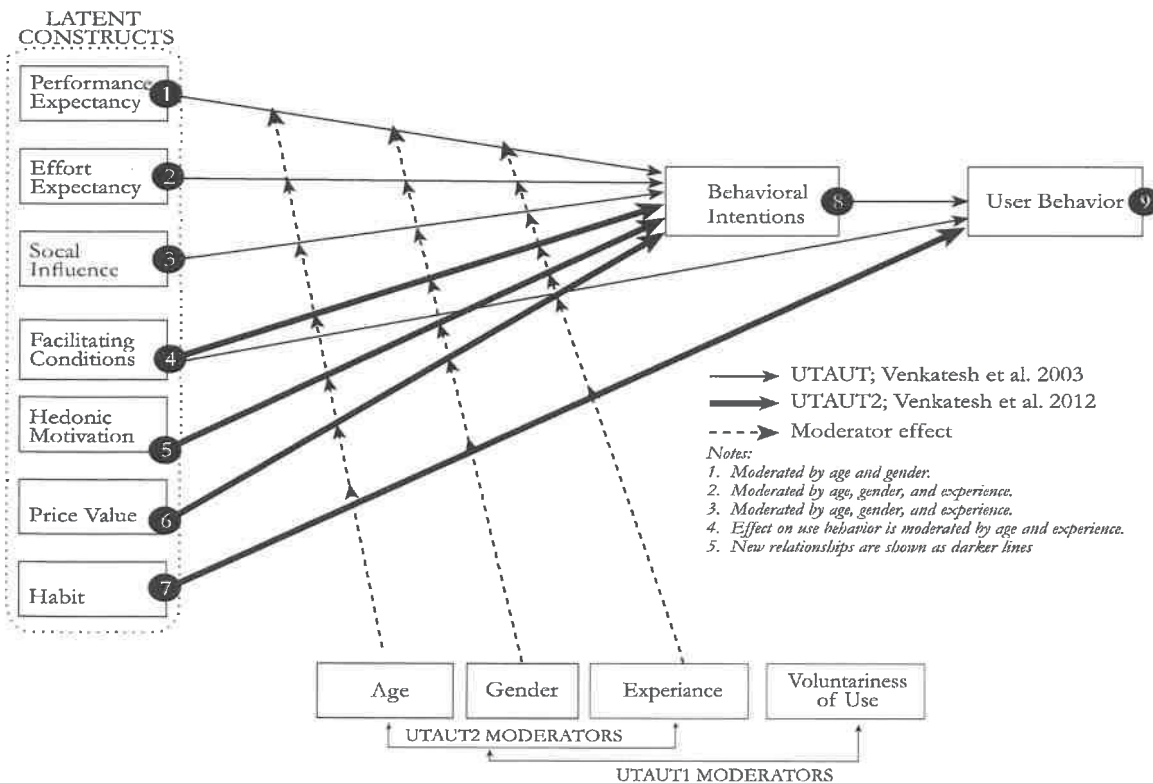 LATENT
CONSTRUCTS
Performance
Expectancy
1
Effort
Expectancy
2
Socal
Influence
3
Facilitating
Conditions
4
Hedonic
Motivation
5
Price Value
6
Habit
7
Behavioral
Intentions
8
User Behavior
9
UTAUT; Venkatesh et al. 2003
UTAUT2; Venkatesh et al. 2012
Moderator effect
Notes:
1. Moderated by age and gender.
2. Moderated by age, gender, and experience.
3. Moderated by age, gender, and experience.
4. Effect on use behavior is moderated by age and experience.
5. New relationships are shown as darker lines
Age
Gender
Experiance
Voluntariness
of Use
UTAUT2 MODERATORS
UTAUT1 MODERATORS